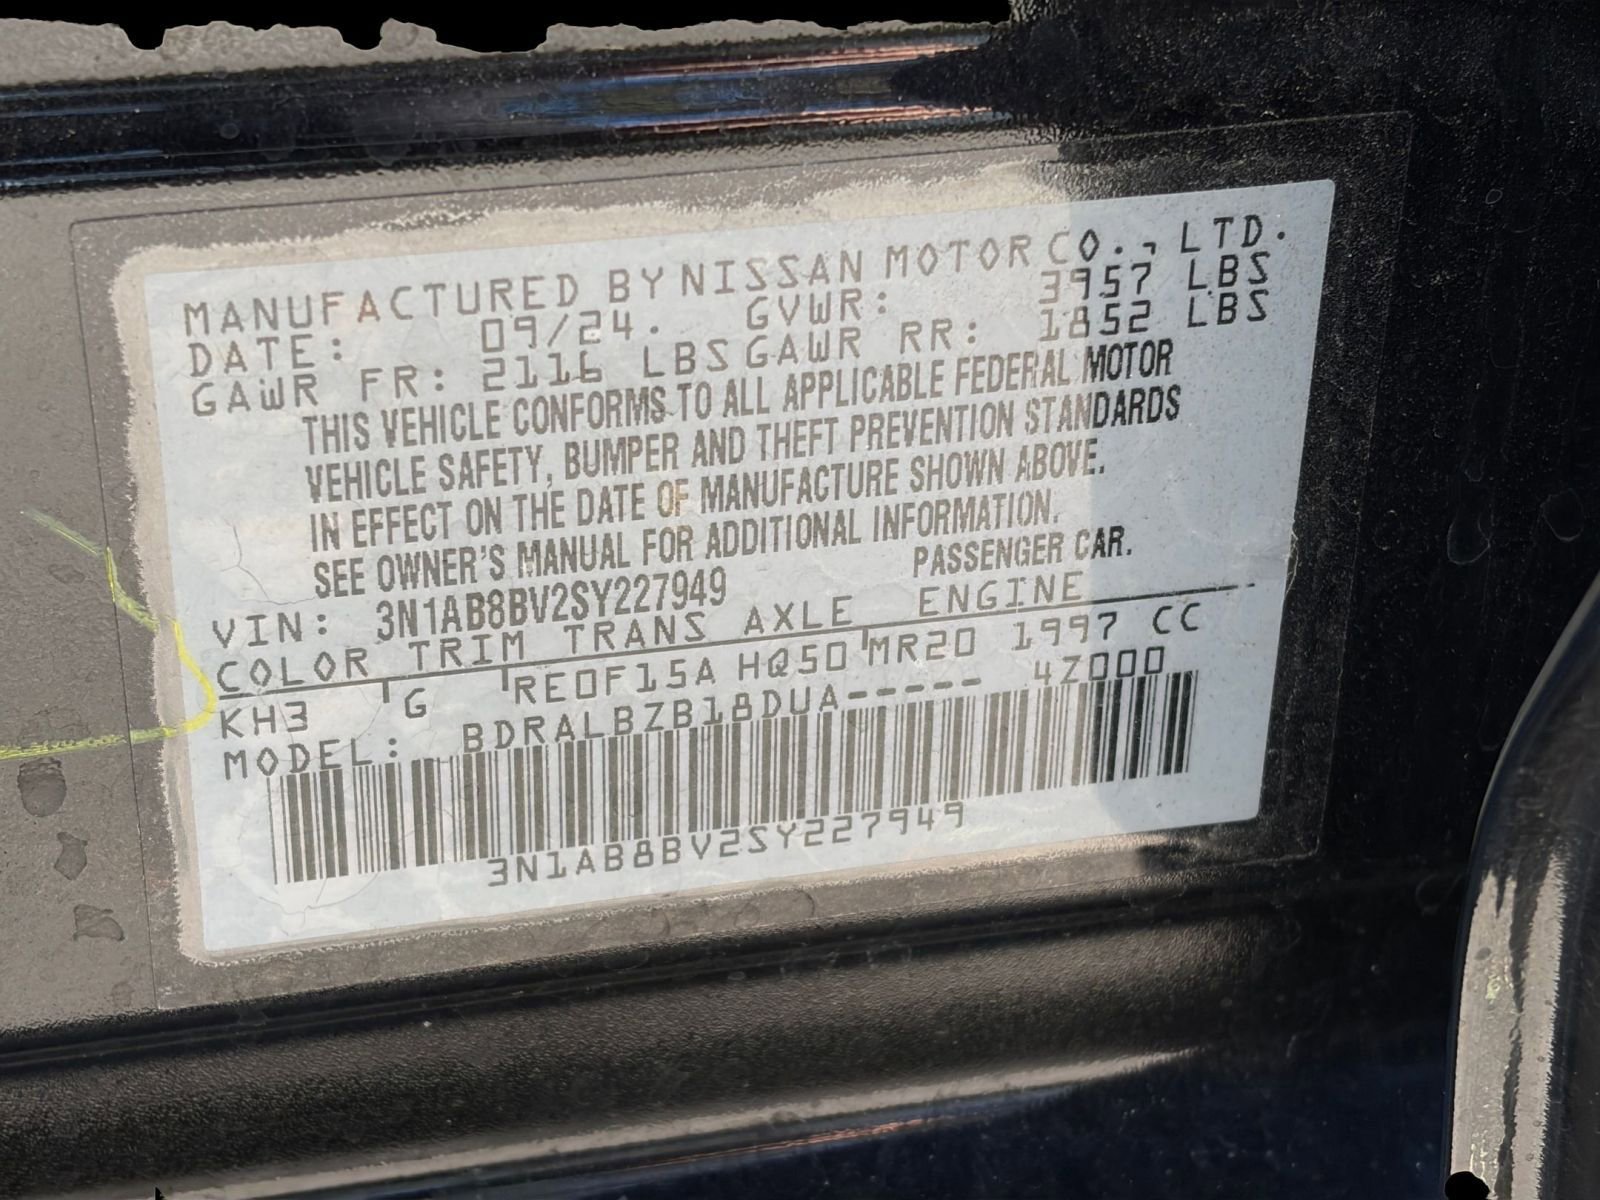 MANUFACTURED BY NISSAN MOTOR CO., LTD.
DATE: 09/24. GVWR: 3957 LBS
GAWR FR: 2116 LBS GAWR RR: 1852 LBS
THIS VEHICLE CONFORMS TO ALL APPLICABLE FEDERAL MOTOR
VEHICLE SAFETY, BUMPER AND THEFT PREVENTION STANDARDS
IN EFFECT ON THE DATE OF MANUFACTURE SHOWN ABOVE.
SEE OWNER'S MANUAL FOR ADDITIONAL INFORMATION.
VIN: 3N1AB8BV2SY227949 PASSENGER CAR.
COLOR TRIM TRANS AXLE ENGINE
KH3 G RE0F15A HQ50 MR20 1997 CC
MODEL: BDRALBZB18DUA----- 4Z000
3N1AB8BV2SY227949